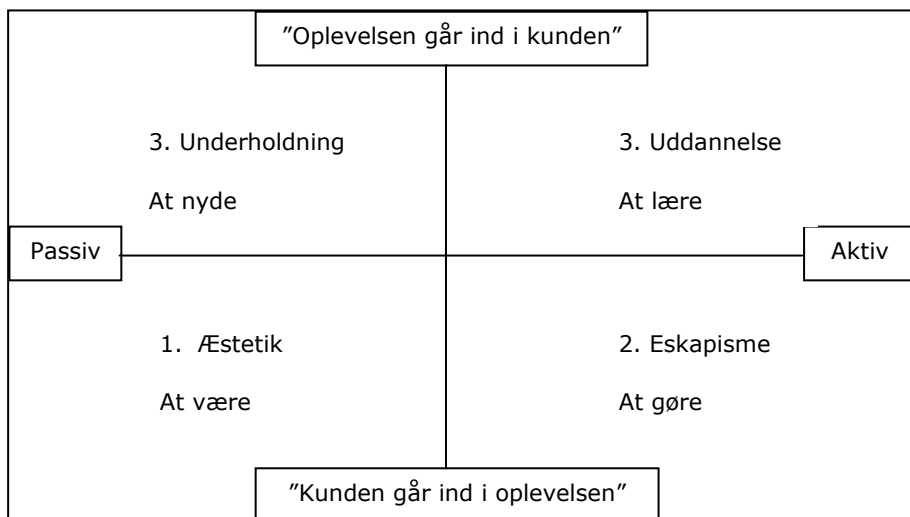 ”Oplevelsen går ind i kunden”
3. Underholdning
3. Uddannelse
At nyde
At lære
Passiv
Aktiv
1. Æstetik
2. Eskapisme
At være
At gøre
”Kunden går ind i oplevelsen”